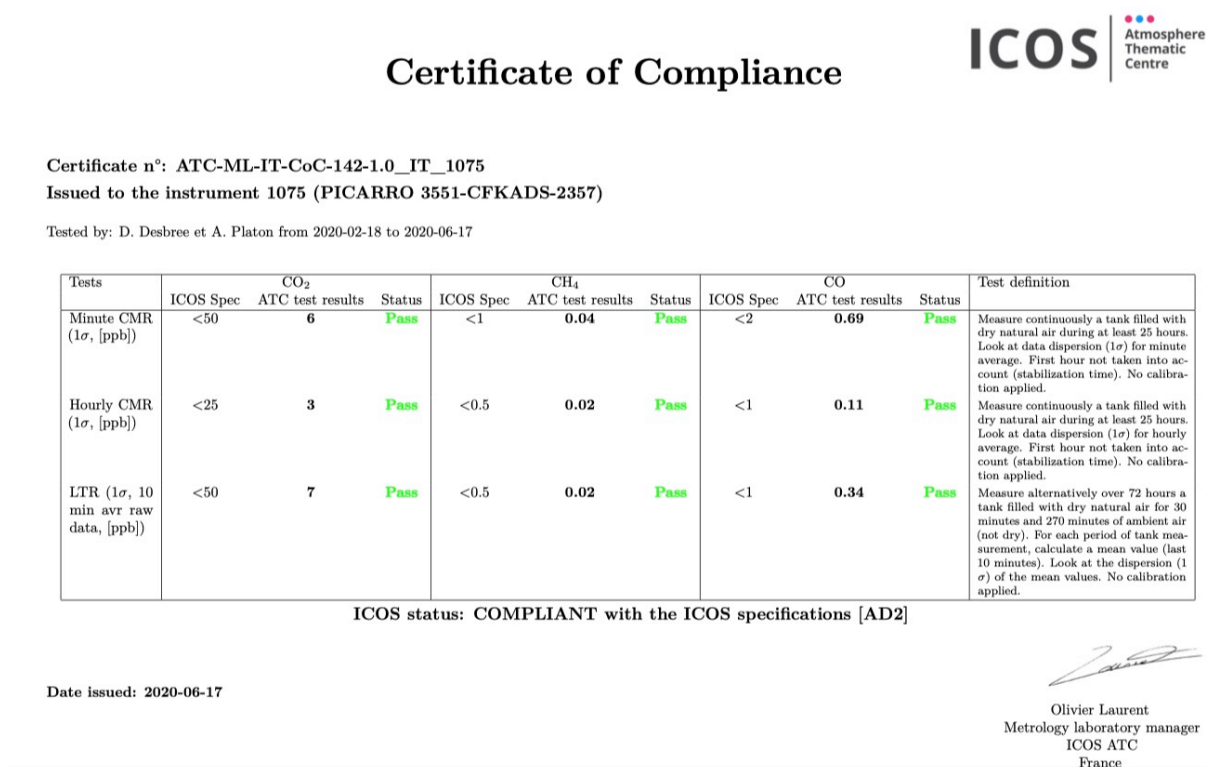 ICOS
Atmosphere
Thematic
Centre
Certificate of Compliance
Certificate n°: ATC-ML-IT-CoC-142-1.0_IT_1075
Issued to the instrument 1075 (PICARRO 3551-CFKADS-2357)
Tested by: D. Desbree et A. Platon from 2020-02-18 to 2020-06-17
Tests CO₂ CH₄ CO Test definition
ICOS Spec ATC test results Status ICOS Spec ATC test results Status ICOS Spec ATC test results Status
Minute CMR <50 6 Pass <1 0.04 Pass <2 0.69 Pass Measure continuously a tank filled with
(1σ, [ppb]) dry natural air during at least 25 hours.
Look at data dispersion (1σ) for minute
average. First hour not taken into ac-
count (stabilization time). No calibra-
tion applied.
Hourly CMR <25 3 Pass <0.5 0.02 Pass <1 0.11 Pass Measure continuously a tank filled with
(1σ, [ppb]) dry natural air during at least 25 hours.
Look at data dispersion (1σ) for hourly
average. First hour not taken into ac-
count (stabilization time). No calibra-
tion applied.
LTR (1σ, 10 <50 7 Pass <0.5 0.02 Pass <1 0.34 Pass Measure alternatively over 72 hours a
min avr raw tank filled with dry natural air for 30
data, [ppb]) minutes and 270 minutes of ambient air
(not dry). For each period of tank mea-
surement, calculate a mean value (last
10 minutes). Look at the dispersion (1
σ) of the mean values. No calibration
applied.
ICOS status: COMPLIANT with the ICOS specifications [AD2]
Date issued: 2020-06-17
Olivier Laurent
Metrology laboratory manager
ICOS ATC
France